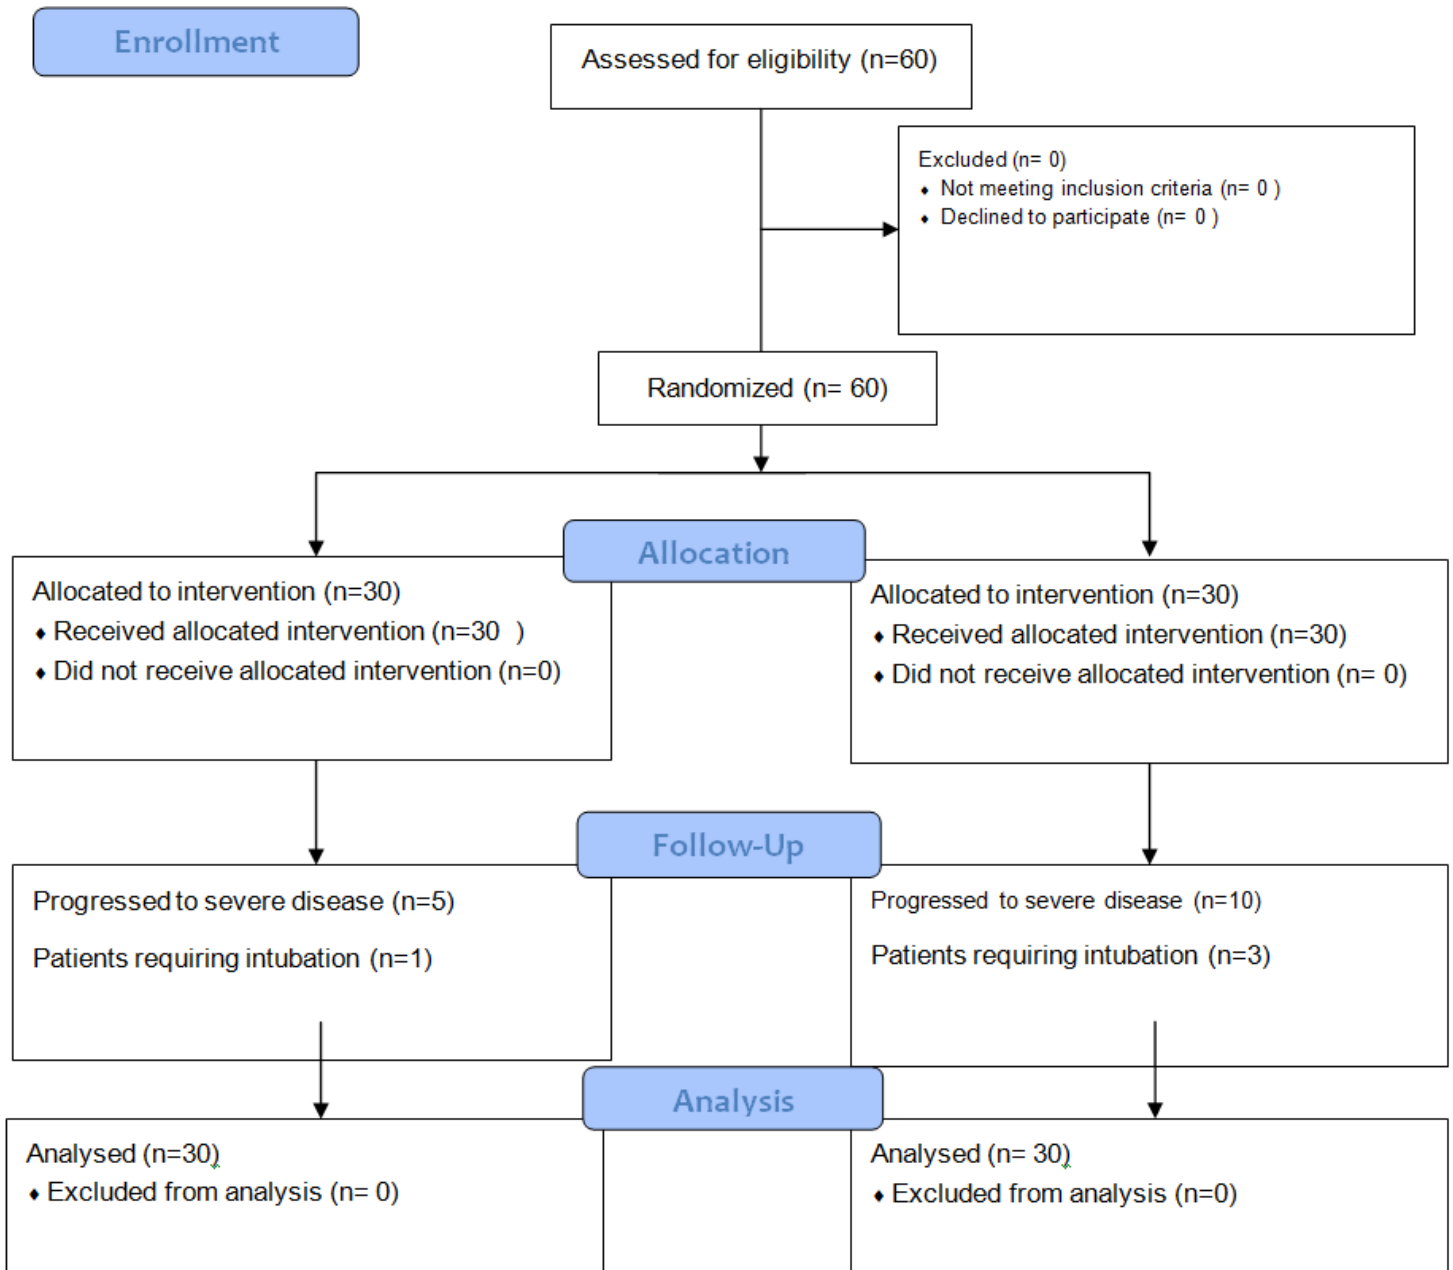 Enrollment
Assessed for eligibility (n=60)
Excluded (n= 0)
♦ Not meeting inclusion criteria (n= 0 )
♦ Declined to participate (n= 0 )
Randomized (n= 60)
Allocation
Allocated to intervention (n=30)
♦ Received allocated intervention (n=30 )
♦ Did not receive allocated intervention (n=0)
Allocated to intervention (n=30)
♦ Received allocated intervention (n=30)
♦ Did not receive allocated intervention (n= 0)
Follow-Up
Progressed to severe disease (n=5)
Patients requiring intubation (n=1)
Progressed to severe disease (n=10)
Patients requiring intubation (n=3)
Analysis
Analysed (n=30)
♦ Excluded from analysis (n= 0)
Analysed (n= 30)
♦ Excluded from analysis (n=0)